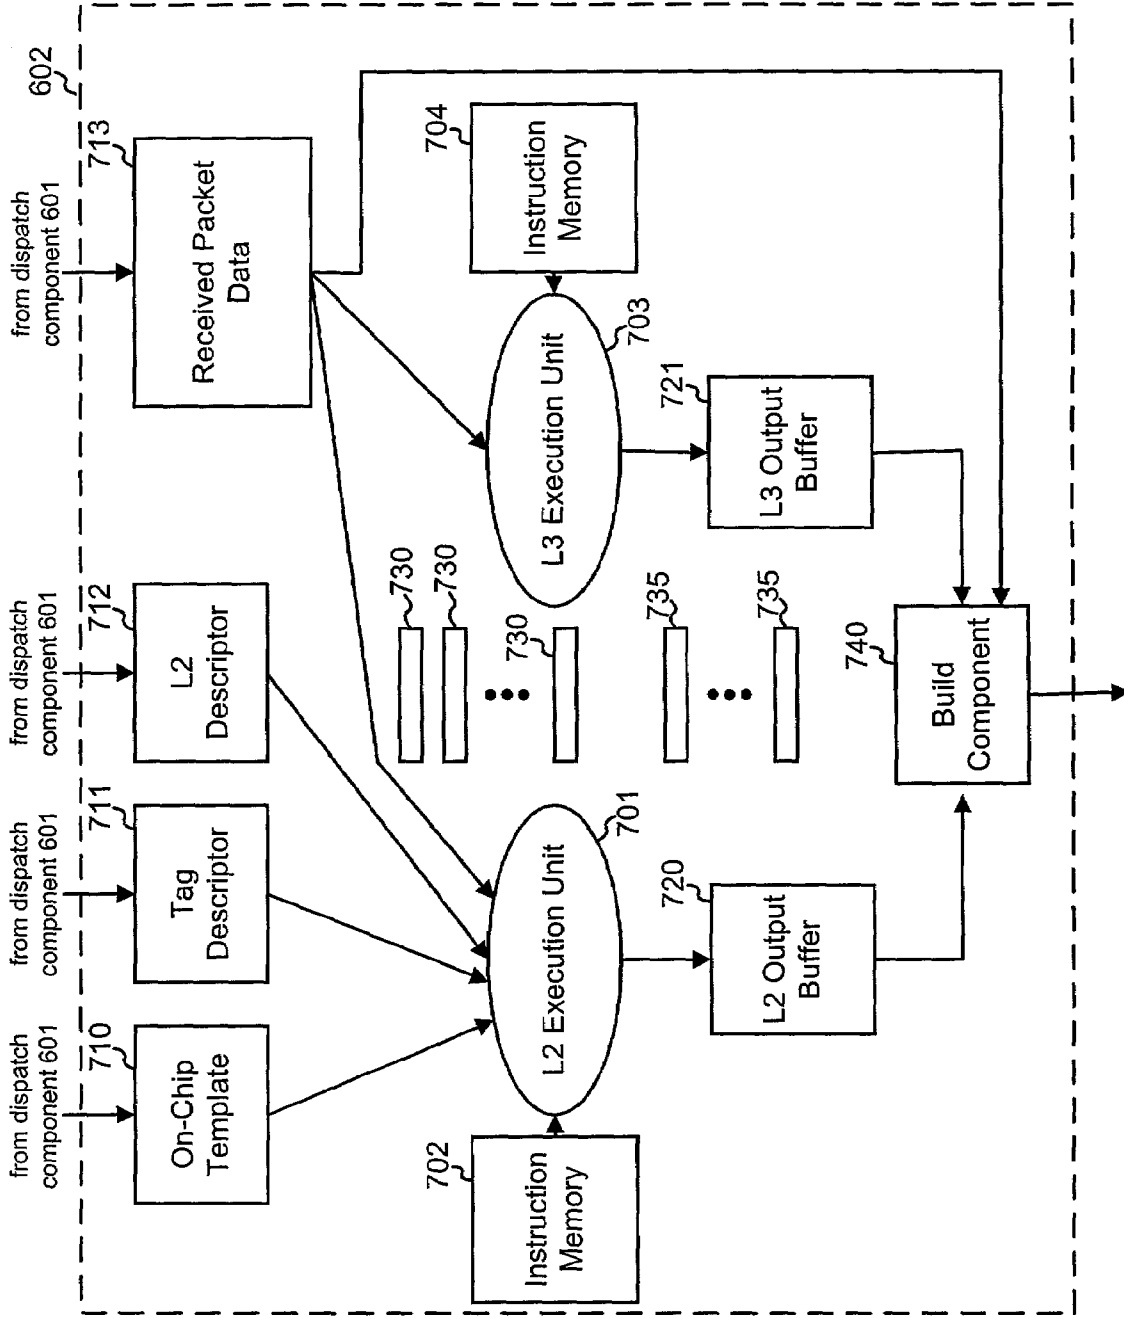 602
from dispatch
component 601
710
On-Chip
Template
from dispatch
component 601
711
Tag
Descriptor
from dispatch
component 601
712
L2
Descriptor
from dispatch
component 601
713
Received Packet
Data
702
Instruction
Memory
L2 Execution Unit
701
730
730
730
735
735
L3 Execution Unit
703
704
Instruction
Memory
720
L2 Output
Buffer
721
L3 Output
Buffer
740
Build
Component